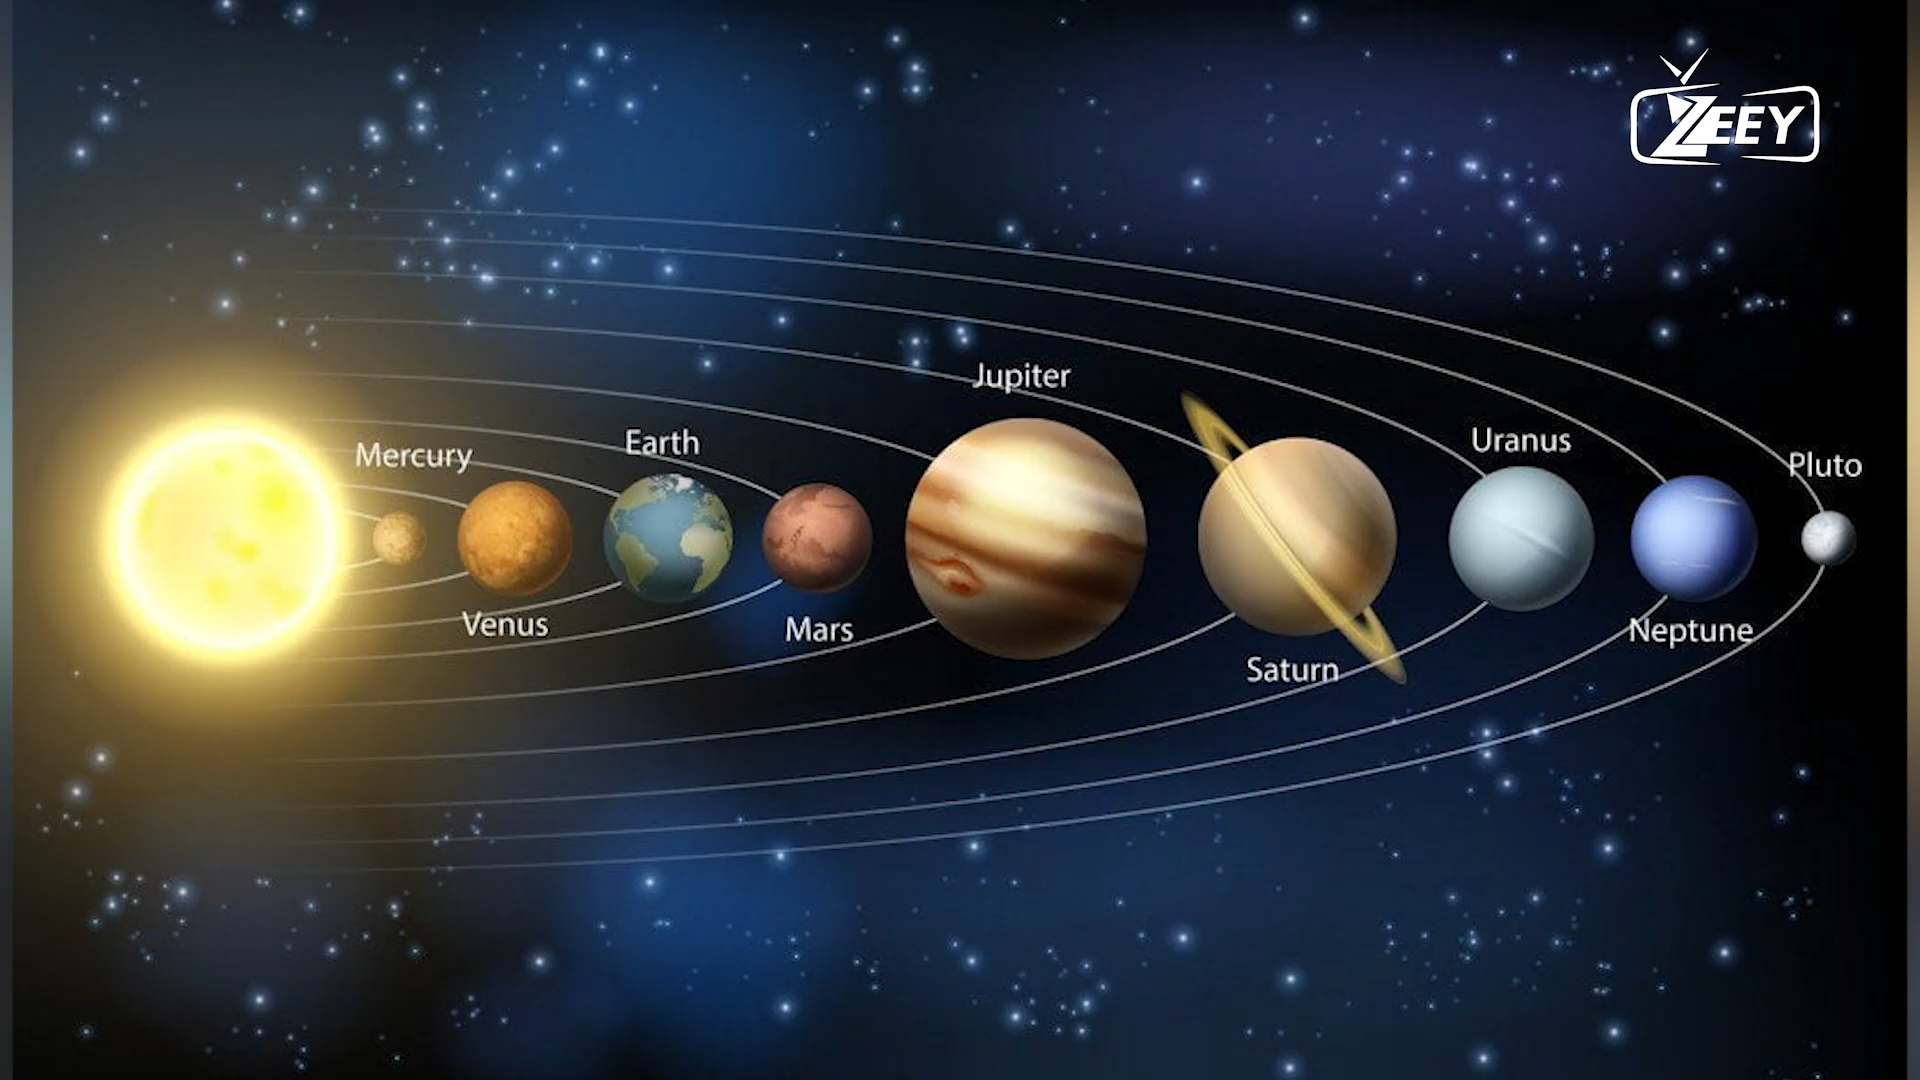 ZEEY
Jupiter
Uranus
Earth
Mercury
Pluto
Venus
Mars
Neptune
Saturn